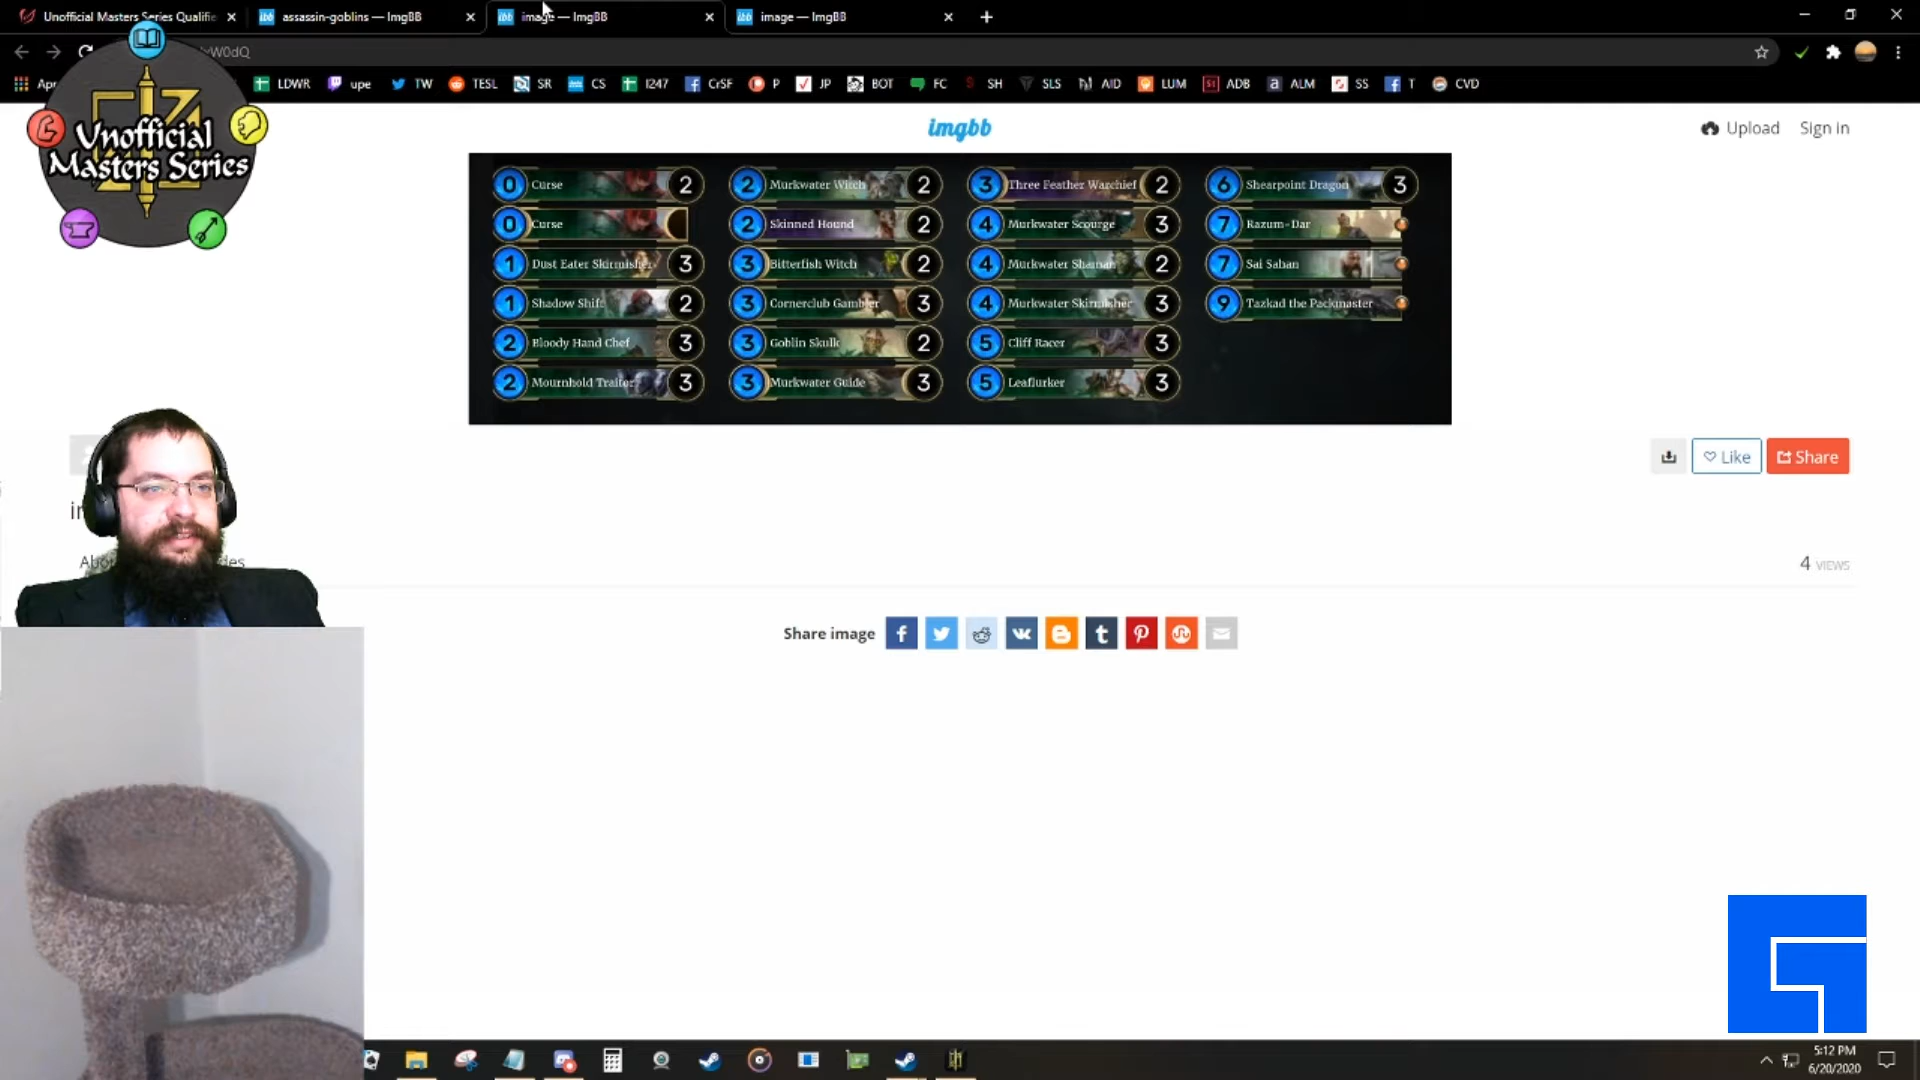 Unofficial Masters Series Qualifie
assassin-goblins — ImgBB
image — ImgBB
image — ImgBB
W0dQ
LDWR
upe
TW
TESL
SR
CS
I247
CrSF
P
JP
BOT
FC
SH
SLS
AID
LUM
ADB
ALM
SS
T
CVD
Unofficial
Masters Series
imgbb
Upload
Sign in
0 Curse 2
0 Curse
1 Dust Eater Skirmisher 3
1 Shadow Shift 2
2 Bloody Hand Chef 3
2 Mournhold Traitor 3
2 Murkwater Witch 2
2 Skinned Hound 2
3 Bitterfish Witch 2
3 Cornerclub Gambler 3
3 Goblin Skulk 2
3 Murkwater Guide 3
3 Three Feather Warchief 2
4 Murkwater Scourge 3
4 Murkwater Shaman 2
4 Murkwater Skirmisher 3
5 Cliff Racer 3
5 Leaflurker 3
6 Shearpoint Dragon 3
7 Razum-Dar
7 Sai Sahan
9 Tazkad the Packmaster
Like
Share
4 VIEWS
Share image
5:12 PM
6/20/2020